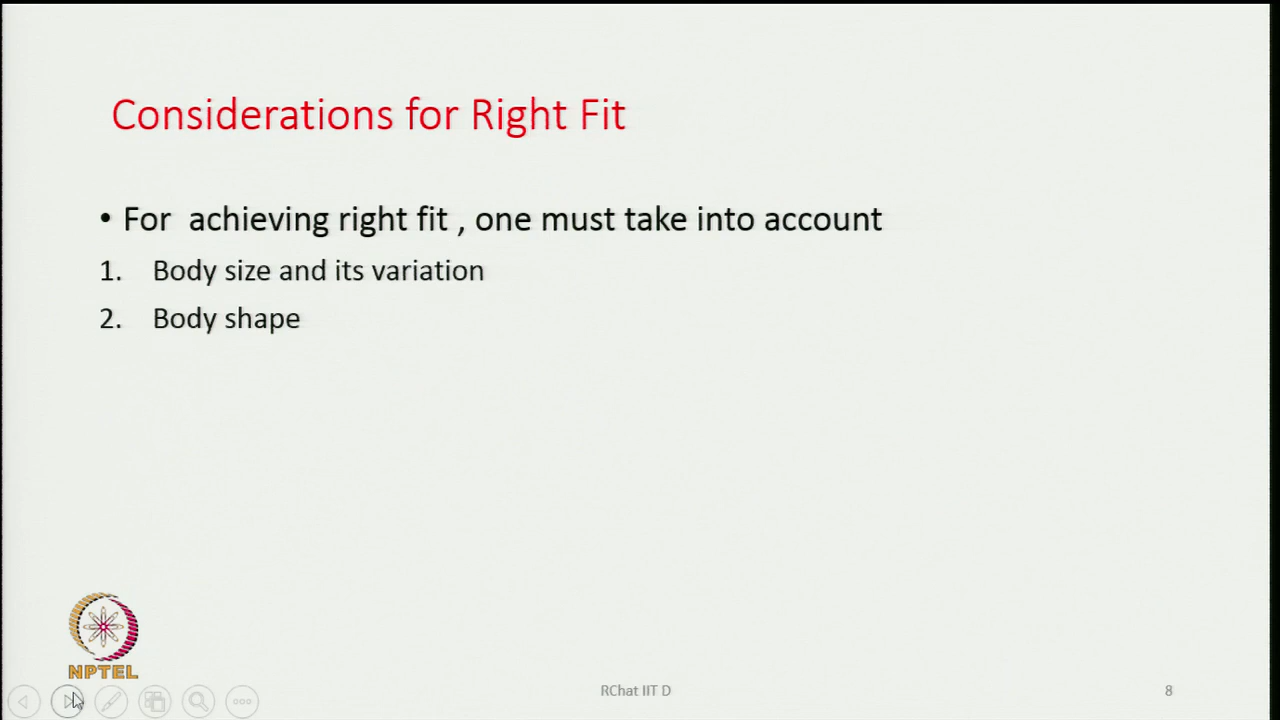 Considerations for Right Fit
• For achieving right fit , one must take into account
1. Body size and its variation
2. Body shape
NPTEL
RChat IIT D
8